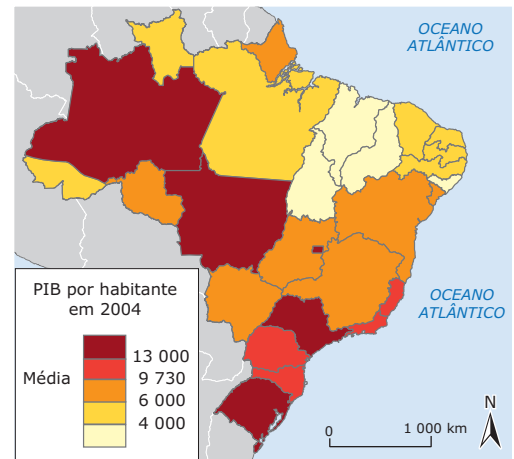 OCEANO
ATLÂNTICO
OCEANO
ATLÂNTICO
PIB por habitante
em 2004
Média
13 000
9 730
6 000
4 000
0
1 000 km
N